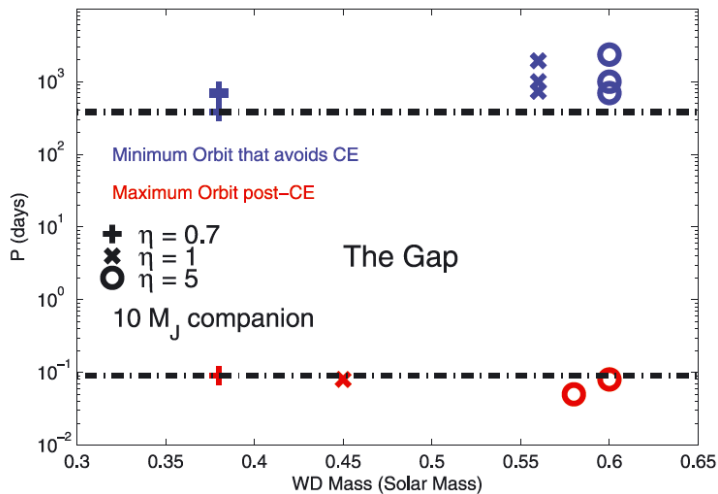 10³
10²
10¹
10⁰
10⁻¹
10⁻²
P (days)
Minimum Orbit that avoids CE
Maximum Orbit post−CE
η = 0.7
η = 1
η = 5
The Gap
10 M_J companion
0.3 0.35 0.4 0.45 0.5 0.55 0.6 0.65
WD Mass (Solar Mass)